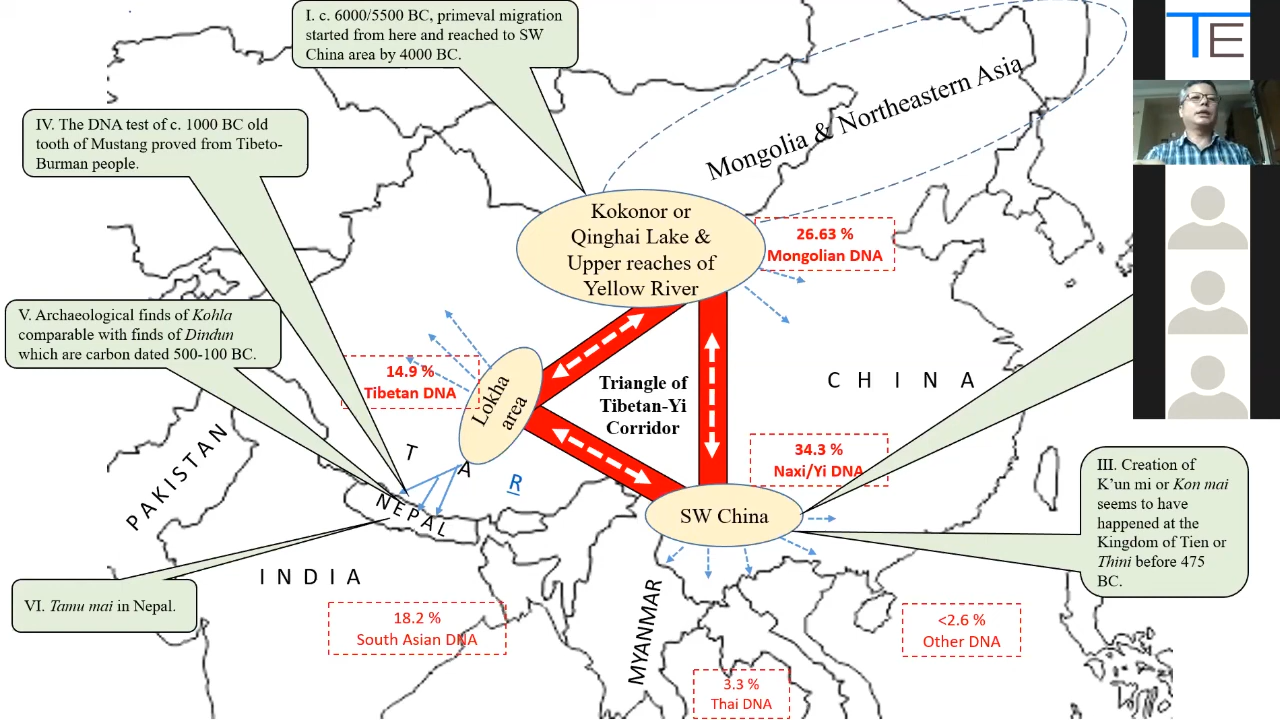 I. c. 6000/5500 BC, primeval migration
started from here and reached to SW
China area by 4000 BC.
TE
Mongolia & Northeastern Asia
IV. The DNA test of c. 1000 BC old
tooth of Mustang proved from Tibeto-
Burman people.
Kokonor or
Qinghai Lake &
Upper reaches of
Yellow River
26.63 %
Mongolian DNA
V. Archaeological finds of Kohla
comparable with finds of Dindun
which are carbon dated 500-100 BC.
14.9 %
Tibetan DNA
Lokha
area
Triangle of
Tibetan-Yi
Corridor
CHINA
PAKISTAN
T A R
NEPAL
34.3 %
Naxi/Yi DNA
SW China
III. Creation of
K'un mi or Kon mai
seems to have
happened at the
Kingdom of Tien or
Thini before 475
BC.
INDIA
VI. Tamu mai in Nepal.
18.2 %
South Asian DNA
MYANMAR
<2.6 %
Other DNA
3.3 %
Thai DNA